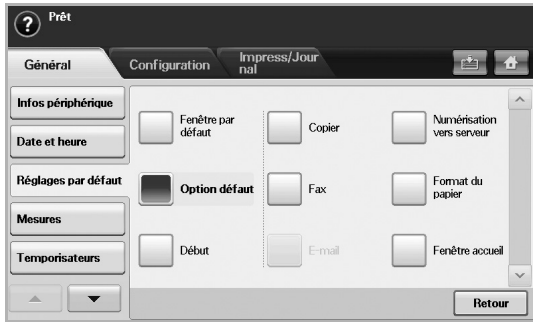 Prêt
Général
Configuration
Impress/Jour
nal
Infos périphérique
Date et heure
Réglages par défaut
Mesures
Temporisateurs
Fenêtre par
défaut
Option défaut
Début
Copier
Fax
E-mail
Numérisation
vers serveur
Format du
papier
Fenêtre accueil
Retour